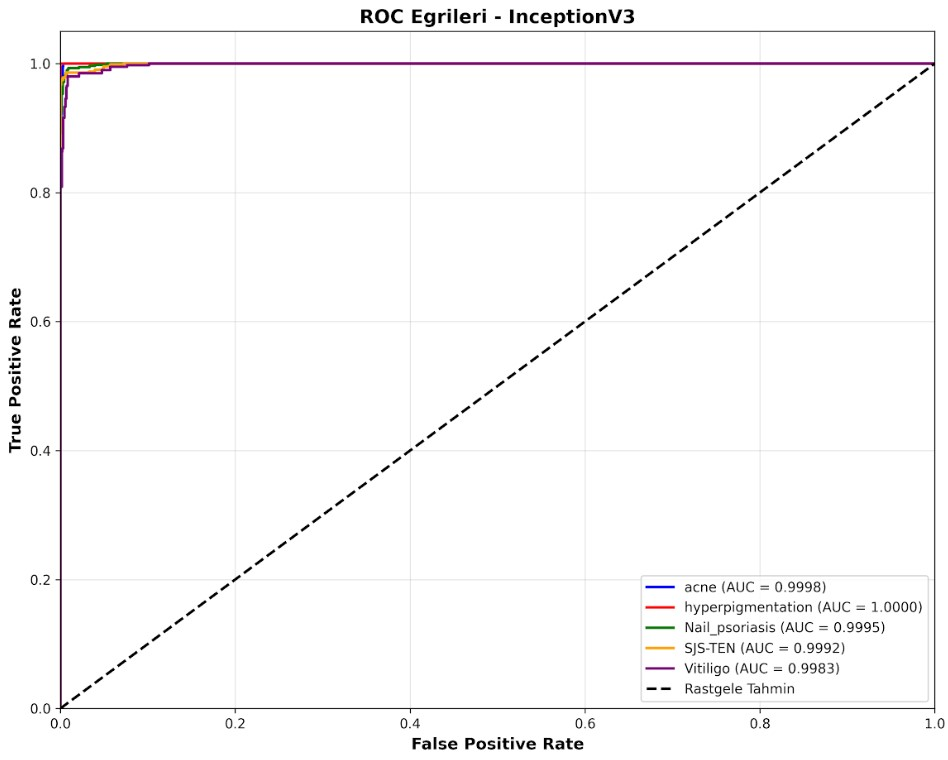 ROC Egrileri - InceptionV3
True Positive Rate
1.0
0.8
0.6
0.4
0.2
0.0
acne (AUC = 0.9998)
hyperpigmentation (AUC = 1.0000)
Nail_psoriasis (AUC = 0.9995)
SJS-TEN (AUC = 0.9992)
Vitiligo (AUC = 0.9983)
Rastgele Tahmin
0.0 0.2 0.4 0.6 0.8 1.0
False Positive Rate